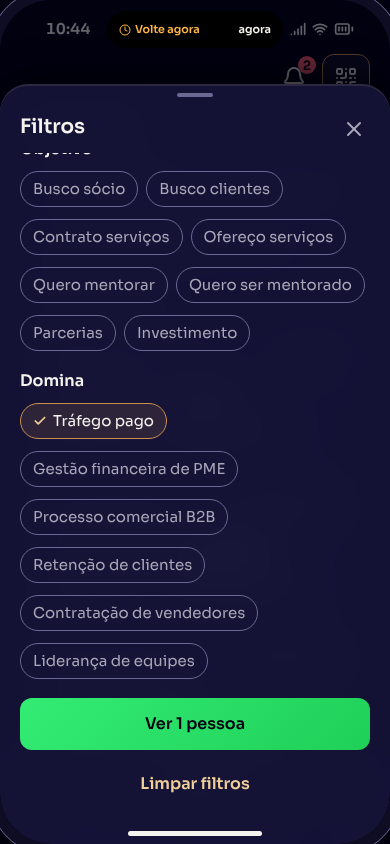 10:44
Volte agora
agora
2
Filtros
Objetivo
Busco sócio
Busco clientes
Contrato serviços
Ofereço serviços
Quero mentorar
Quero ser mentorado
Parcerias
Investimento
Domina
Tráfego pago
Gestão financeira de PME
Processo comercial B2B
Retenção de clientes
Contratação de vendedores
Liderança de equipes
Ver 1 pessoa
Limpar filtros